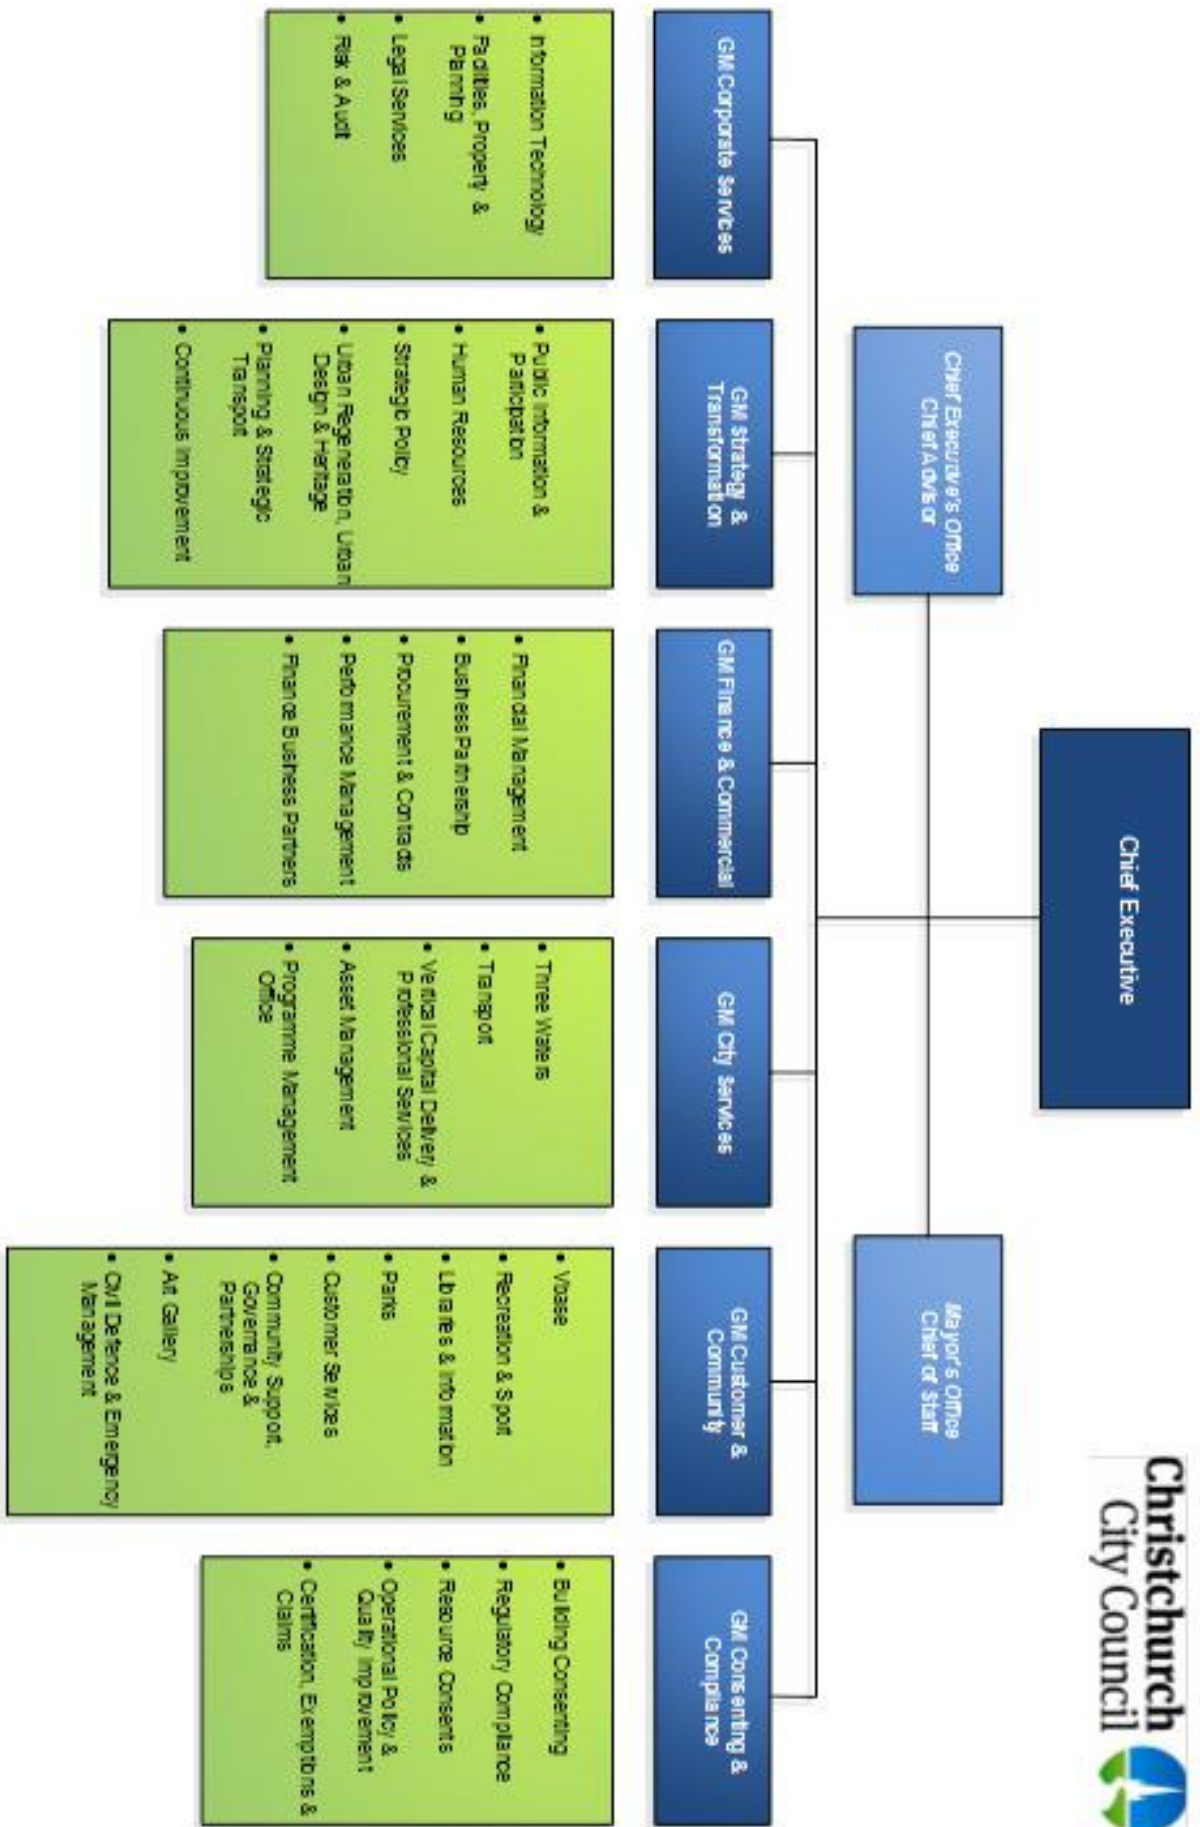 Christchurch
City Council
Chief Executive
Chief Executive's Office
Chief Advisor
Mayor's Office
Chief of Staff
GM Corporate Services
• Information Technology
• Facilities, Property &
Planning
• Legal Services
• Risk & Audit
GM Strategy &
Transformation
• Public Information &
Participation
• Human Resources
• Strategic Policy
• Urban Regeneration, Urban
Design & Heritage
• Planning & Strategic
Transport
• Continuous Improvement
GM Finance & Commercial
• Financial Management
• Business Partnership
• Procurement & Contracts
• Performance Management
• Finance Business Partners
GM City Services
• Three Waters
• Transport
• Vertical Capital Delivery &
Professional Services
• Asset Management
• Programme Management
Office
GM Customer &
Community
• Vbase
• Recreation & Sport
• Libraries & Information
• Parks
• Customer Services
• Community Support,
Governance &
Partnerships
• Art Gallery
• Civil Defence & Emergency
Management
GM Consenting &
Compliance
• Building Consenting
• Regulatory Compliance
• Resource Consents
• Operational Policy &
Quality Improvement
• Certification, Exemptions &
Claims